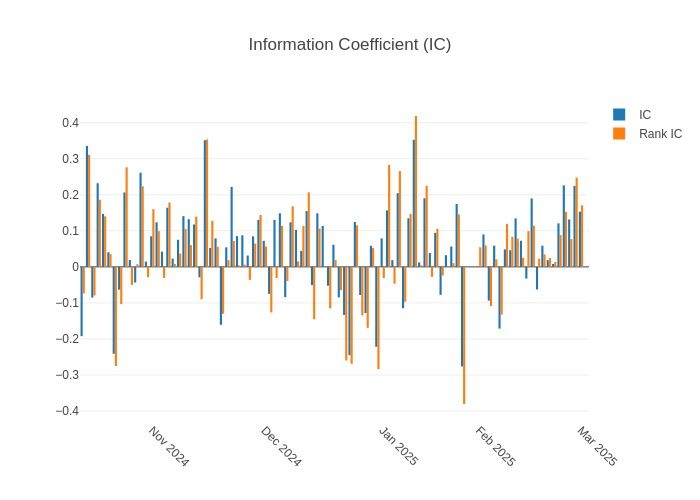 Information Coefficient (IC)
IC
Rank IC
0.4
0.3
0.2
0.1
0
−0.1
−0.2
−0.3
−0.4
Nov 2024
Dec 2024
Jan 2025
Feb 2025
Mar 2025